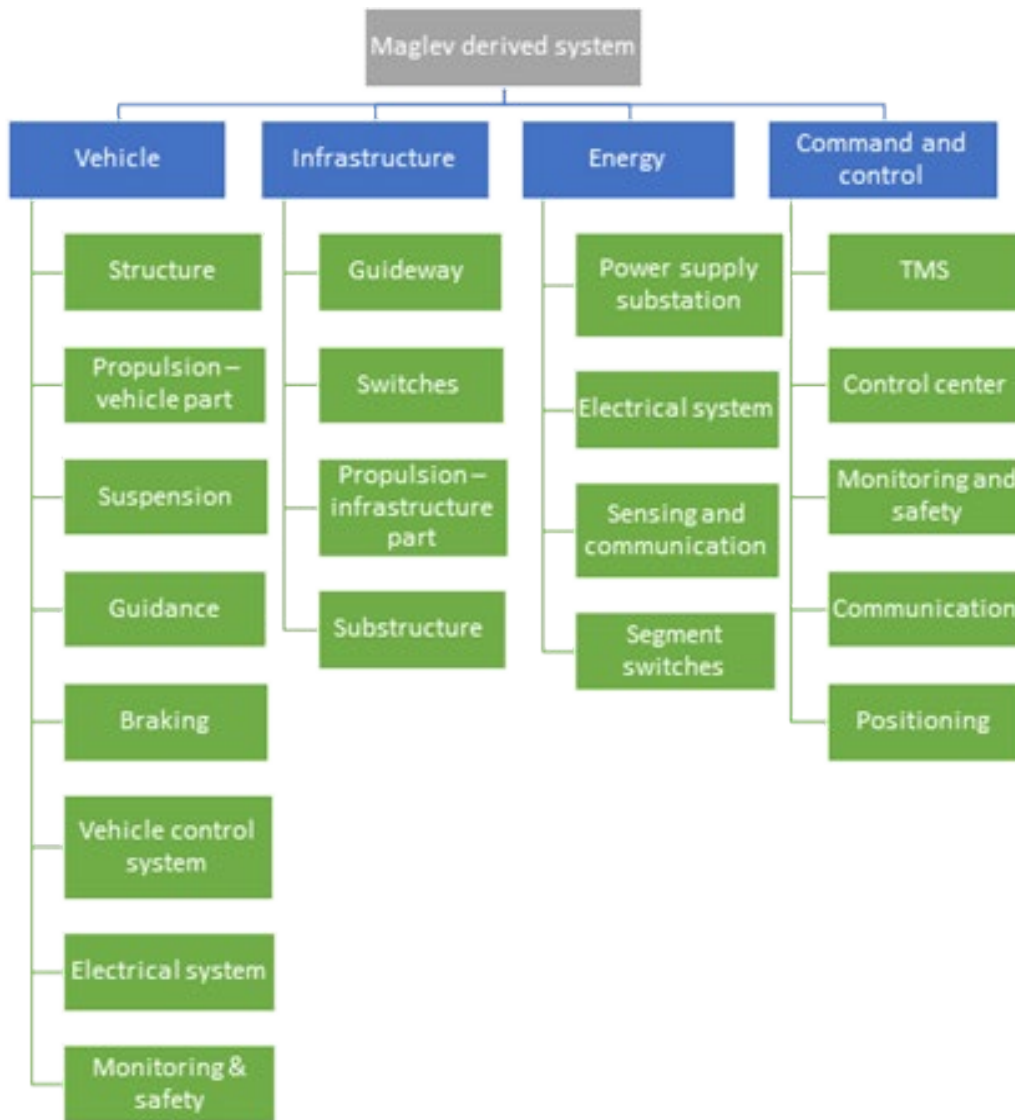 Maglev derived system
Vehicle
Structure
Propulsion –
vehicle part
Suspension
Guidance
Braking
Vehicle control
system
Electrical system
Monitoring &
safety
Infrastructure
Guideway
Switches
Propulsion –
infrastructure
part
Substructure
Energy
Power supply
substation
Electrical system
Sensing and
communication
Segment
switches
Command and
control
TMS
Control center
Monitoring and
safety
Communication
Positioning